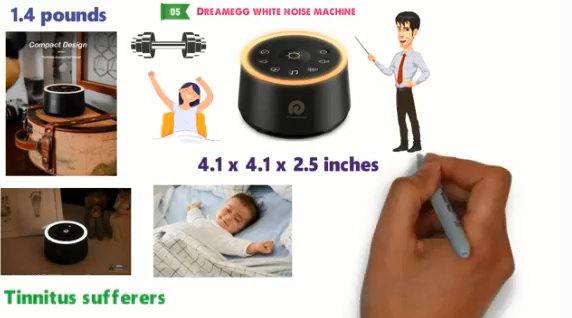 1.4 pounds
05 DREAMEGG WHITE NOISE MACHINE
Compact Design
4.1 x 4.1 x 2.5 inches
Tinnitus sufferers